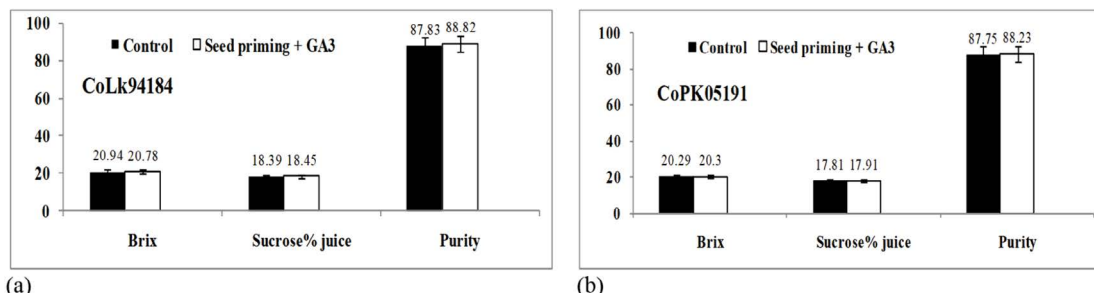 100
80
60
40
20
0
Control
Seed priming + GA3
CoLk94184
20.94 20.78
18.39 18.45
87.83 88.82
Brix
Sucrose% juice
Purity
(a)
100
80
60
40
20
0
Control
Seed priming + GA3
CoPK05191
20.29 20.3
17.81 17.91
87.75 88.23
Brix
Sucrose% juice
Purity
(b)